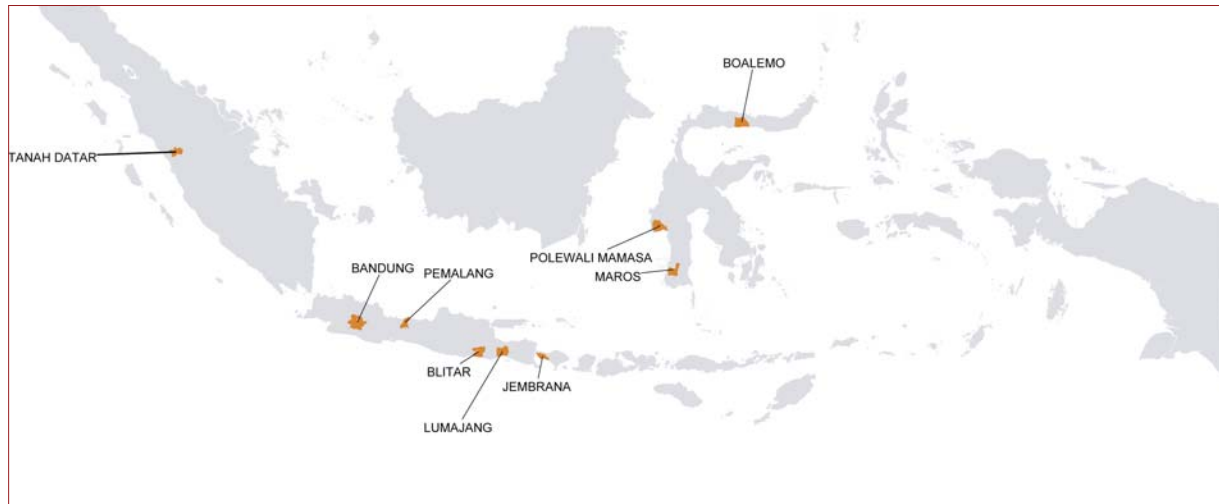 BOALEMO
TANAH DATAR
POLEWALI MAMASA
BANDUNG
PEMALANG
MAROS
BLITAR
JEMBRANA
LUMAJANG